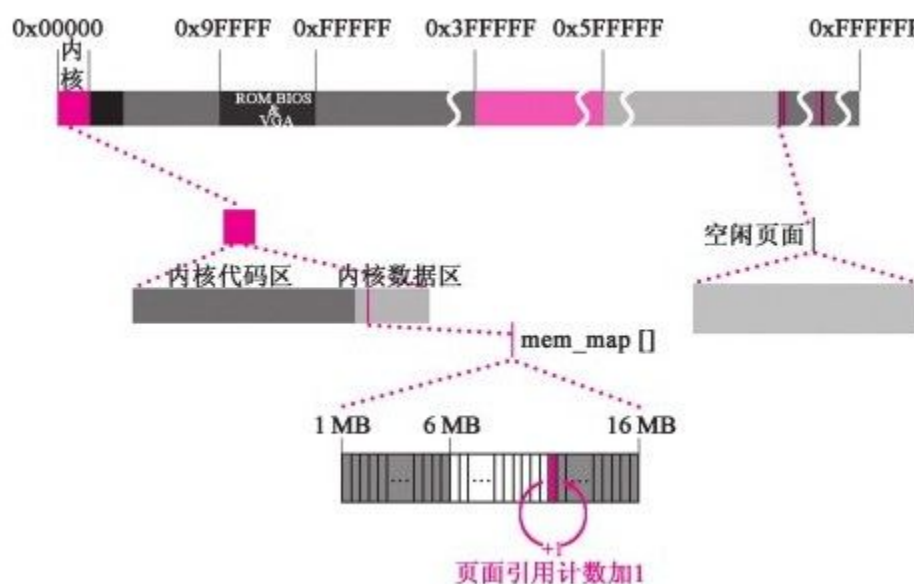 0x00000 0x9FFFF 0xFFFFF 0x3FFFFF 0x5FFFFF 0xFFFFFF
内
核
ROM BIOS
&
VGA
空闲页面
内核代码区 内核数据区
mem_map []
1 MB 6 MB 16 MB
... ... ...
+1
页面引用计数加1